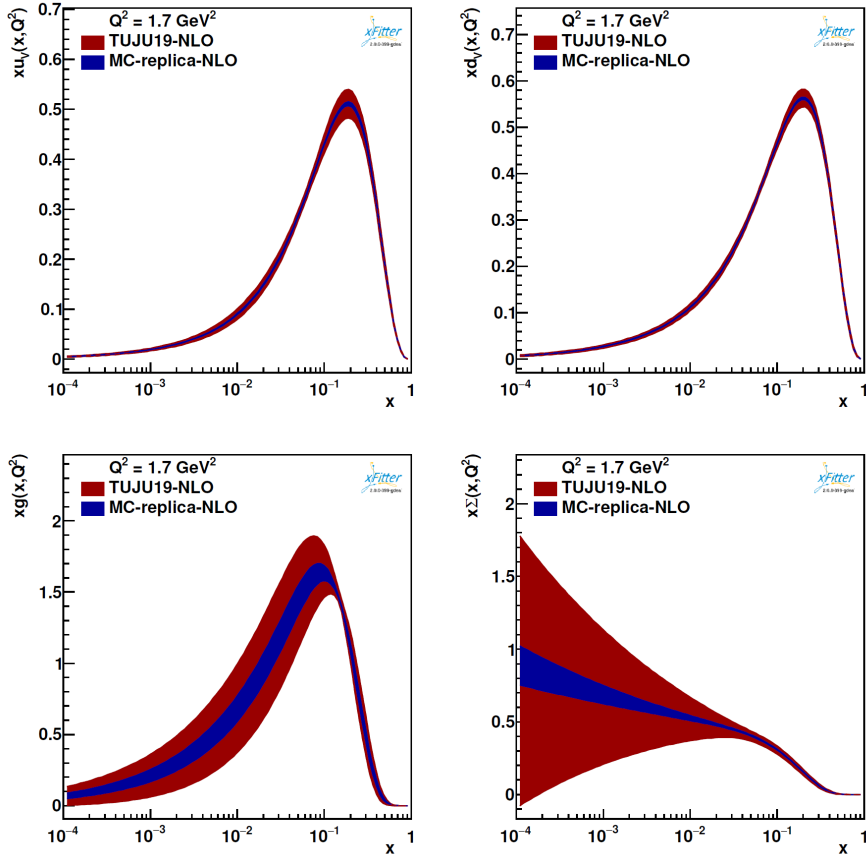 xu_V(x,Q²)
Q² = 1.7 GeV²
TUJU19-NLO
MC-replica-NLO
xFitter
0.7
0.6
0.5
0.4
0.3
0.2
0.1
0
10⁻⁴ 10⁻³ 10⁻² 10⁻¹ 1
x
xd_V(x,Q²)
Q² = 1.7 GeV²
TUJU19-NLO
MC-replica-NLO
xFitter
0.7
0.6
0.5
0.4
0.3
0.2
0.1
0
10⁻⁴ 10⁻³ 10⁻² 10⁻¹ 1
x
xg(x,Q²)
Q² = 1.7 GeV²
TUJU19-NLO
MC-replica-NLO
xFitter
2
1.5
1
0.5
0
10⁻⁴ 10⁻³ 10⁻² 10⁻¹ 1
x
xΣ(x,Q²)
Q² = 1.7 GeV²
TUJU19-NLO
MC-replica-NLO
xFitter
2
1.5
1
0.5
0
10⁻⁴ 10⁻³ 10⁻² 10⁻¹ 1
x